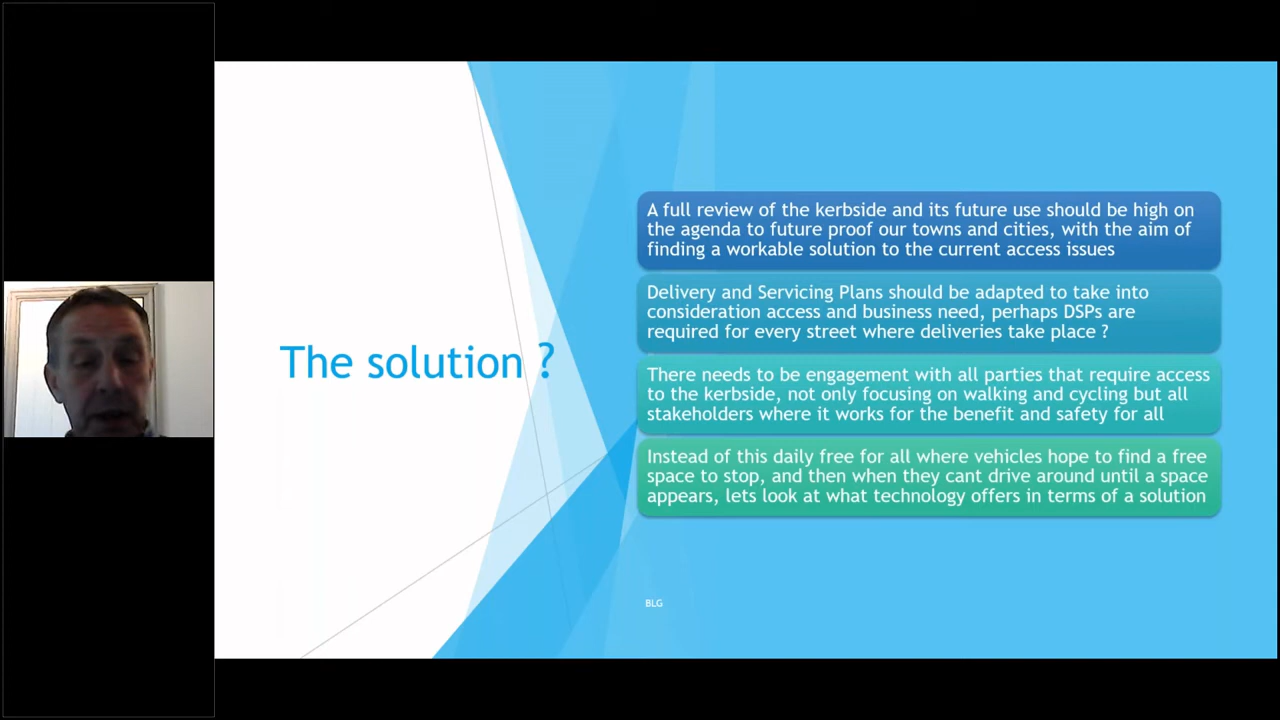 The solution ?
A full review of the kerbside and its future use should be high on
the agenda to future proof our towns and cities, with the aim of
finding a workable solution to the current access issues
Delivery and Servicing Plans should be adapted to take into
consideration access and business need, perhaps DSPs are
required for every street where deliveries take place ?
There needs to be engagement with all parties that require access
to the kerbside, not only focusing on walking and cycling but all
stakeholders where it works for the benefit and safety for all
Instead of this daily free for all where vehicles hope to find a free
space to stop, and then when they cant drive around until a space
appears, lets look at what technology offers in terms of a solution
BLG